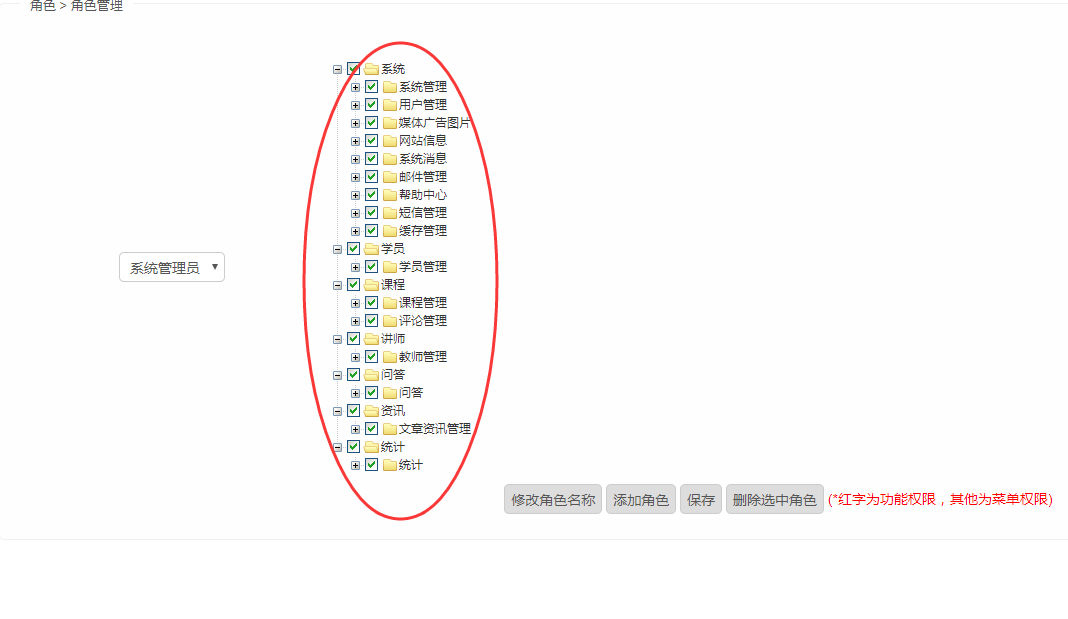 角色 > 角色管理
系统
系统管理
用户管理
媒体广告图片
网站信息
系统消息
邮件管理
帮助中心
短信管理
缓存管理
学员
学员管理
系统管理员
课程
课程管理
评论管理
讲师
教师管理
问答
问答
资讯
文章资讯管理
统计
统计
修改角色名称 添加角色 保存 删除选中角色 (*红字为功能权限，其他为菜单权限)